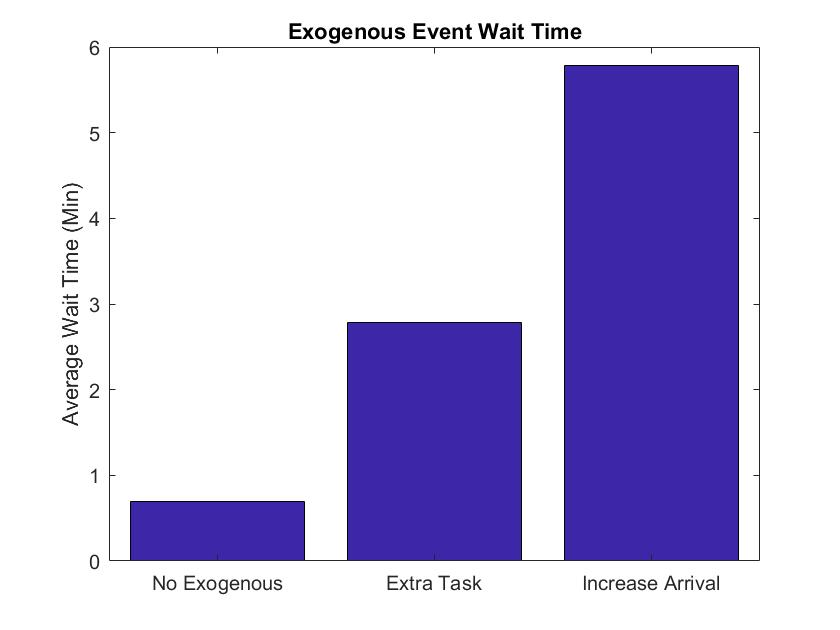 Exogenous Event Wait Time
Average Wait Time (Min)
6
5
4
3
2
1
0
No Exogenous
Extra Task
Increase Arrival